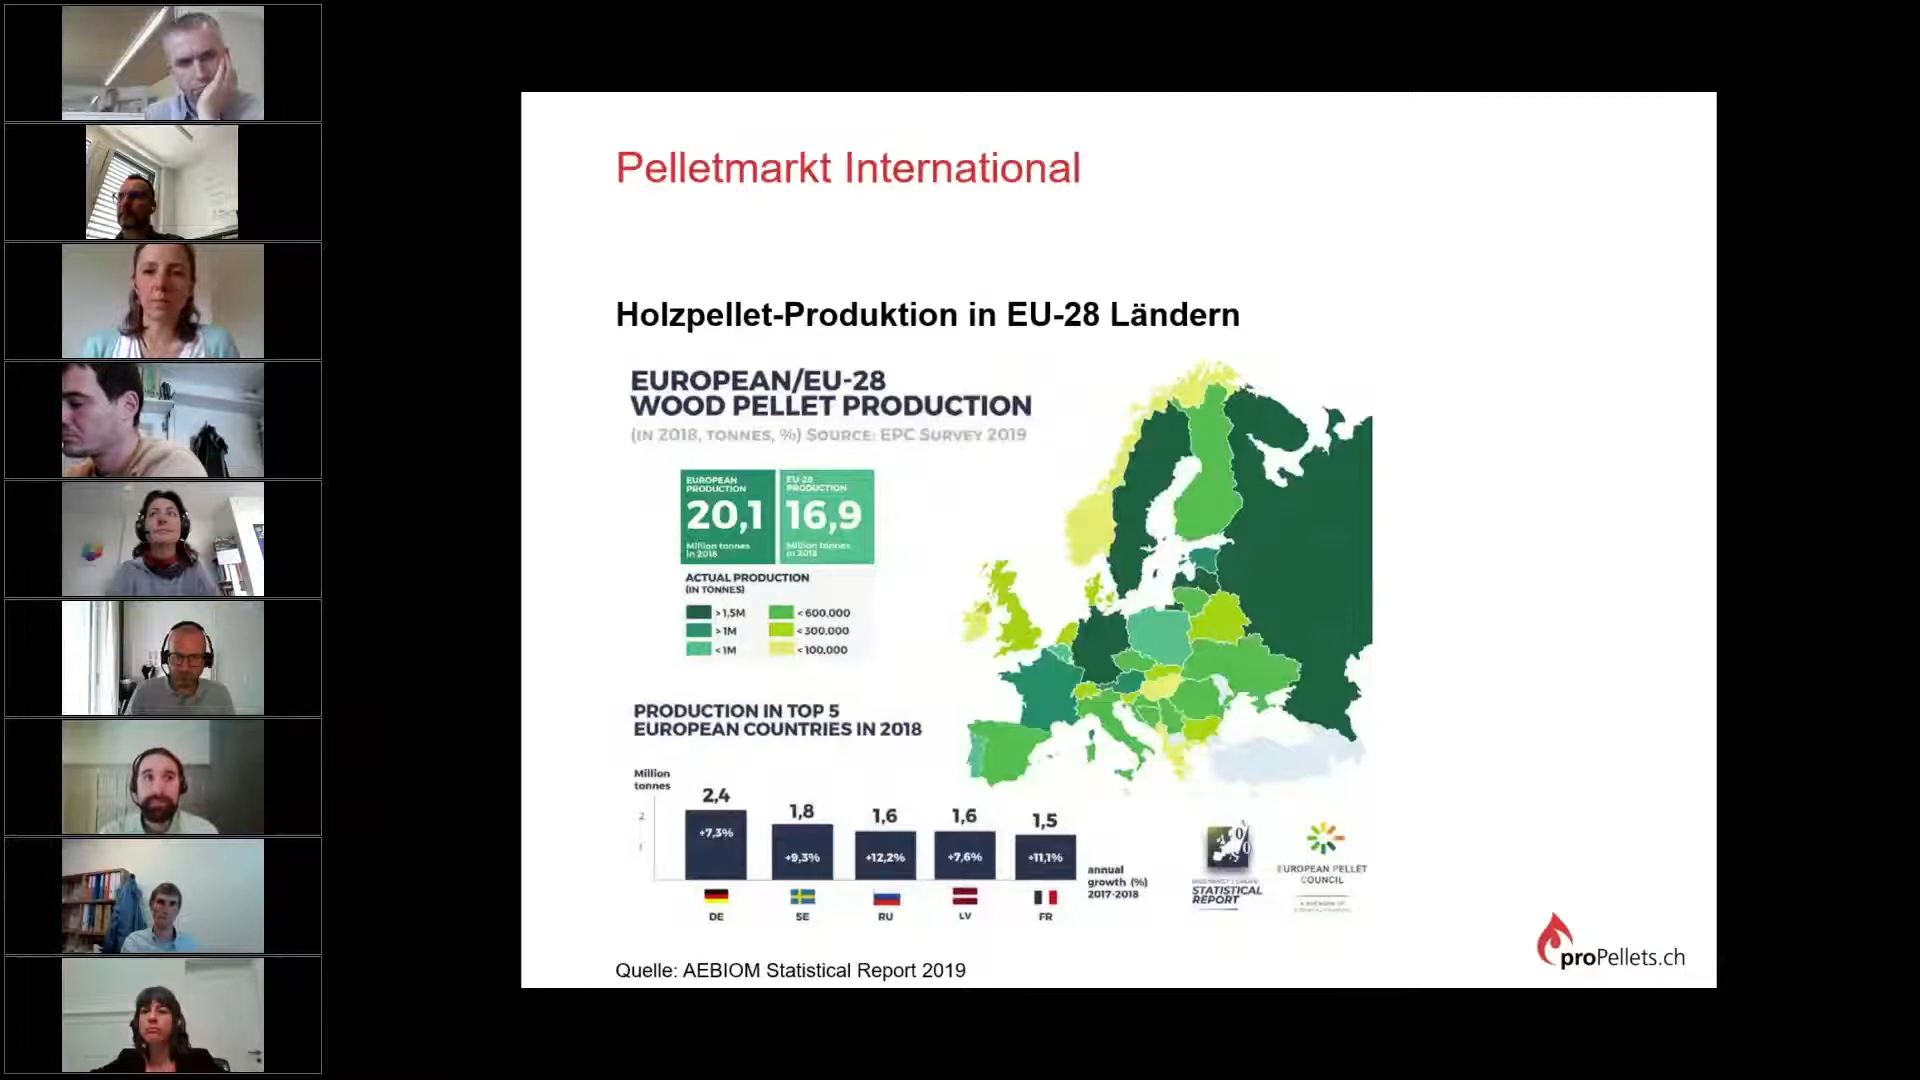 Pelletmarkt International
Holzpellet-Produktion in EU-28 Ländern
EUROPEAN/EU-28
WOOD PELLET PRODUCTION
(IN 2018, TONNES, %) SOURCE: EPC SURVEY 2019
EUROPEAN
PRODUCTION
20,1
Million tonnes
in 2018
EU-28
PRODUCTION
16,9
Million tonnes
in 2018
ACTUAL PRODUCTION
(IN TONNES)
>1,5M
<600.000
>1M
<300.000
<1M
<100.000
PRODUCTION IN TOP 5
EUROPEAN COUNTRIES IN 2018
Million
tonnes
2
1
2,4
1,8
1,6
1,6
1,5
+7,3%
+9,3%
+12,2%
+7,6%
+11,1%
annual
growth (%)
2017-2018
DE
SE
RU
LV
FR
STATISTICAL
REPORT
EUROPEAN PELLET
COUNCIL
proPellets.ch
Quelle: AEBIOM Statistical Report 2019